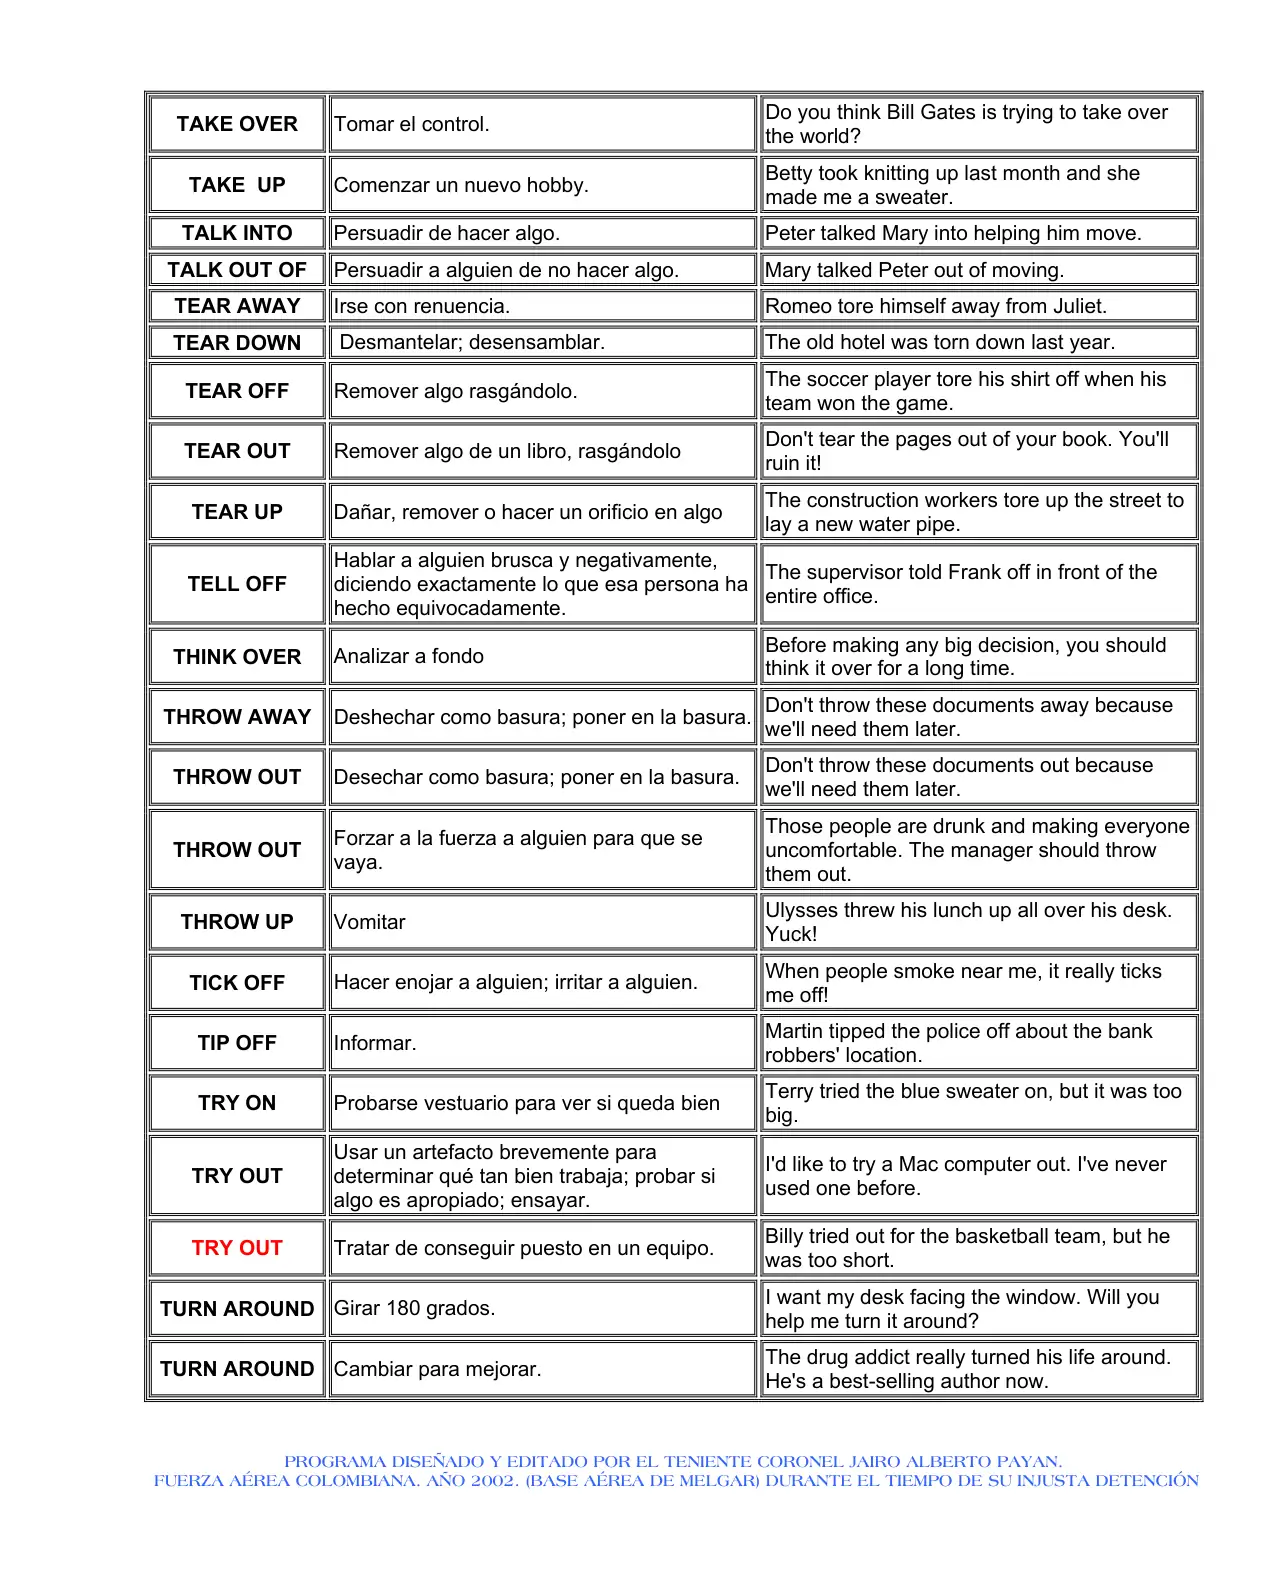 TAKE OVER
Tomar el control.
Do you think Bill Gates is trying to take over
the world?
TAKE  UP
Comenzar un nuevo hobby.
Betty took knitting up last month and she
made me a sweater.
TALK INTO
Persuadir de hacer algo.
Peter talked Mary into helping him move.
TALK OUT OF
Persuadir a alguien de no hacer algo.
Mary talked Peter out of moving.
TEAR AWAY
Irse con renuencia.
Romeo tore himself away from Juliet.
TEAR DOWN
Desmantelar; desensamblar.
The old hotel was torn down last year.
TEAR OFF
Remover algo rasgándolo.
The soccer player tore his shirt off when his
team won the game.
TEAR OUT
Remover algo de un libro, rasgándolo
Don't tear the pages out of your book. You'll
ruin it!
TEAR UP
Dañar, remover o hacer un orificio en algo
The construction workers tore up the street to
lay a new water pipe.
TELL OFF
Hablar a alguien brusca y negativamente,
diciendo exactamente lo que esa persona ha
hecho equivocadamente.
The supervisor told Frank off in front of the
entire office.
THINK OVER
Analizar a fondo
Before making any big decision, you should
think it over for a long time.
THROW AWAY
Deshechar como basura; poner en la basura.
Don't throw these documents away because
we'll need them later.
THROW OUT
Desechar como basura; poner en la basura.
Don't throw these documents out because
we'll need them later.
THROW OUT
Forzar a la fuerza a alguien para que se
vaya.
Those people are drunk and making everyone
uncomfortable. The manager should throw
them out.
THROW UP
Vomitar
Ulysses threw his lunch up all over his desk.
Yuck!
TICK OFF
Hacer enojar a alguien; irritar a alguien.
When people smoke near me, it really ticks
me off!
TIP OFF
Informar.
Martin tipped the police off about the bank
robbers' location.
TRY ON
Probarse vestuario para ver si queda bien
Terry tried the blue sweater on, but it was too
big.
TRY OUT
Usar un artefacto brevemente para
determinar qué tan bien trabaja; probar si
algo es apropiado; ensayar.
I'd like to try a Mac computer out. I've never
used one before.
TRY OUT
Tratar de conseguir puesto en un equipo.
Billy tried out for the basketball team, but he
was too short.
TURN AROUND
Girar 180 grados.
I want my desk facing the window. Will you
help me turn it around?
TURN AROUND
Cambiar para mejorar.
The drug addict really turned his life around.
He's a best-selling author now.
PROGRAMA DISEÑADO Y EDITADO POR EL TENIENTE CORONEL JAIRO ALBERTO PAYAN.
FUERZA AÉREA COLOMBIANA. AÑO 2002. (BASE AÉREA DE MELGAR) DURANTE EL TIEMPO DE SU INJUSTA DETENCIÓN